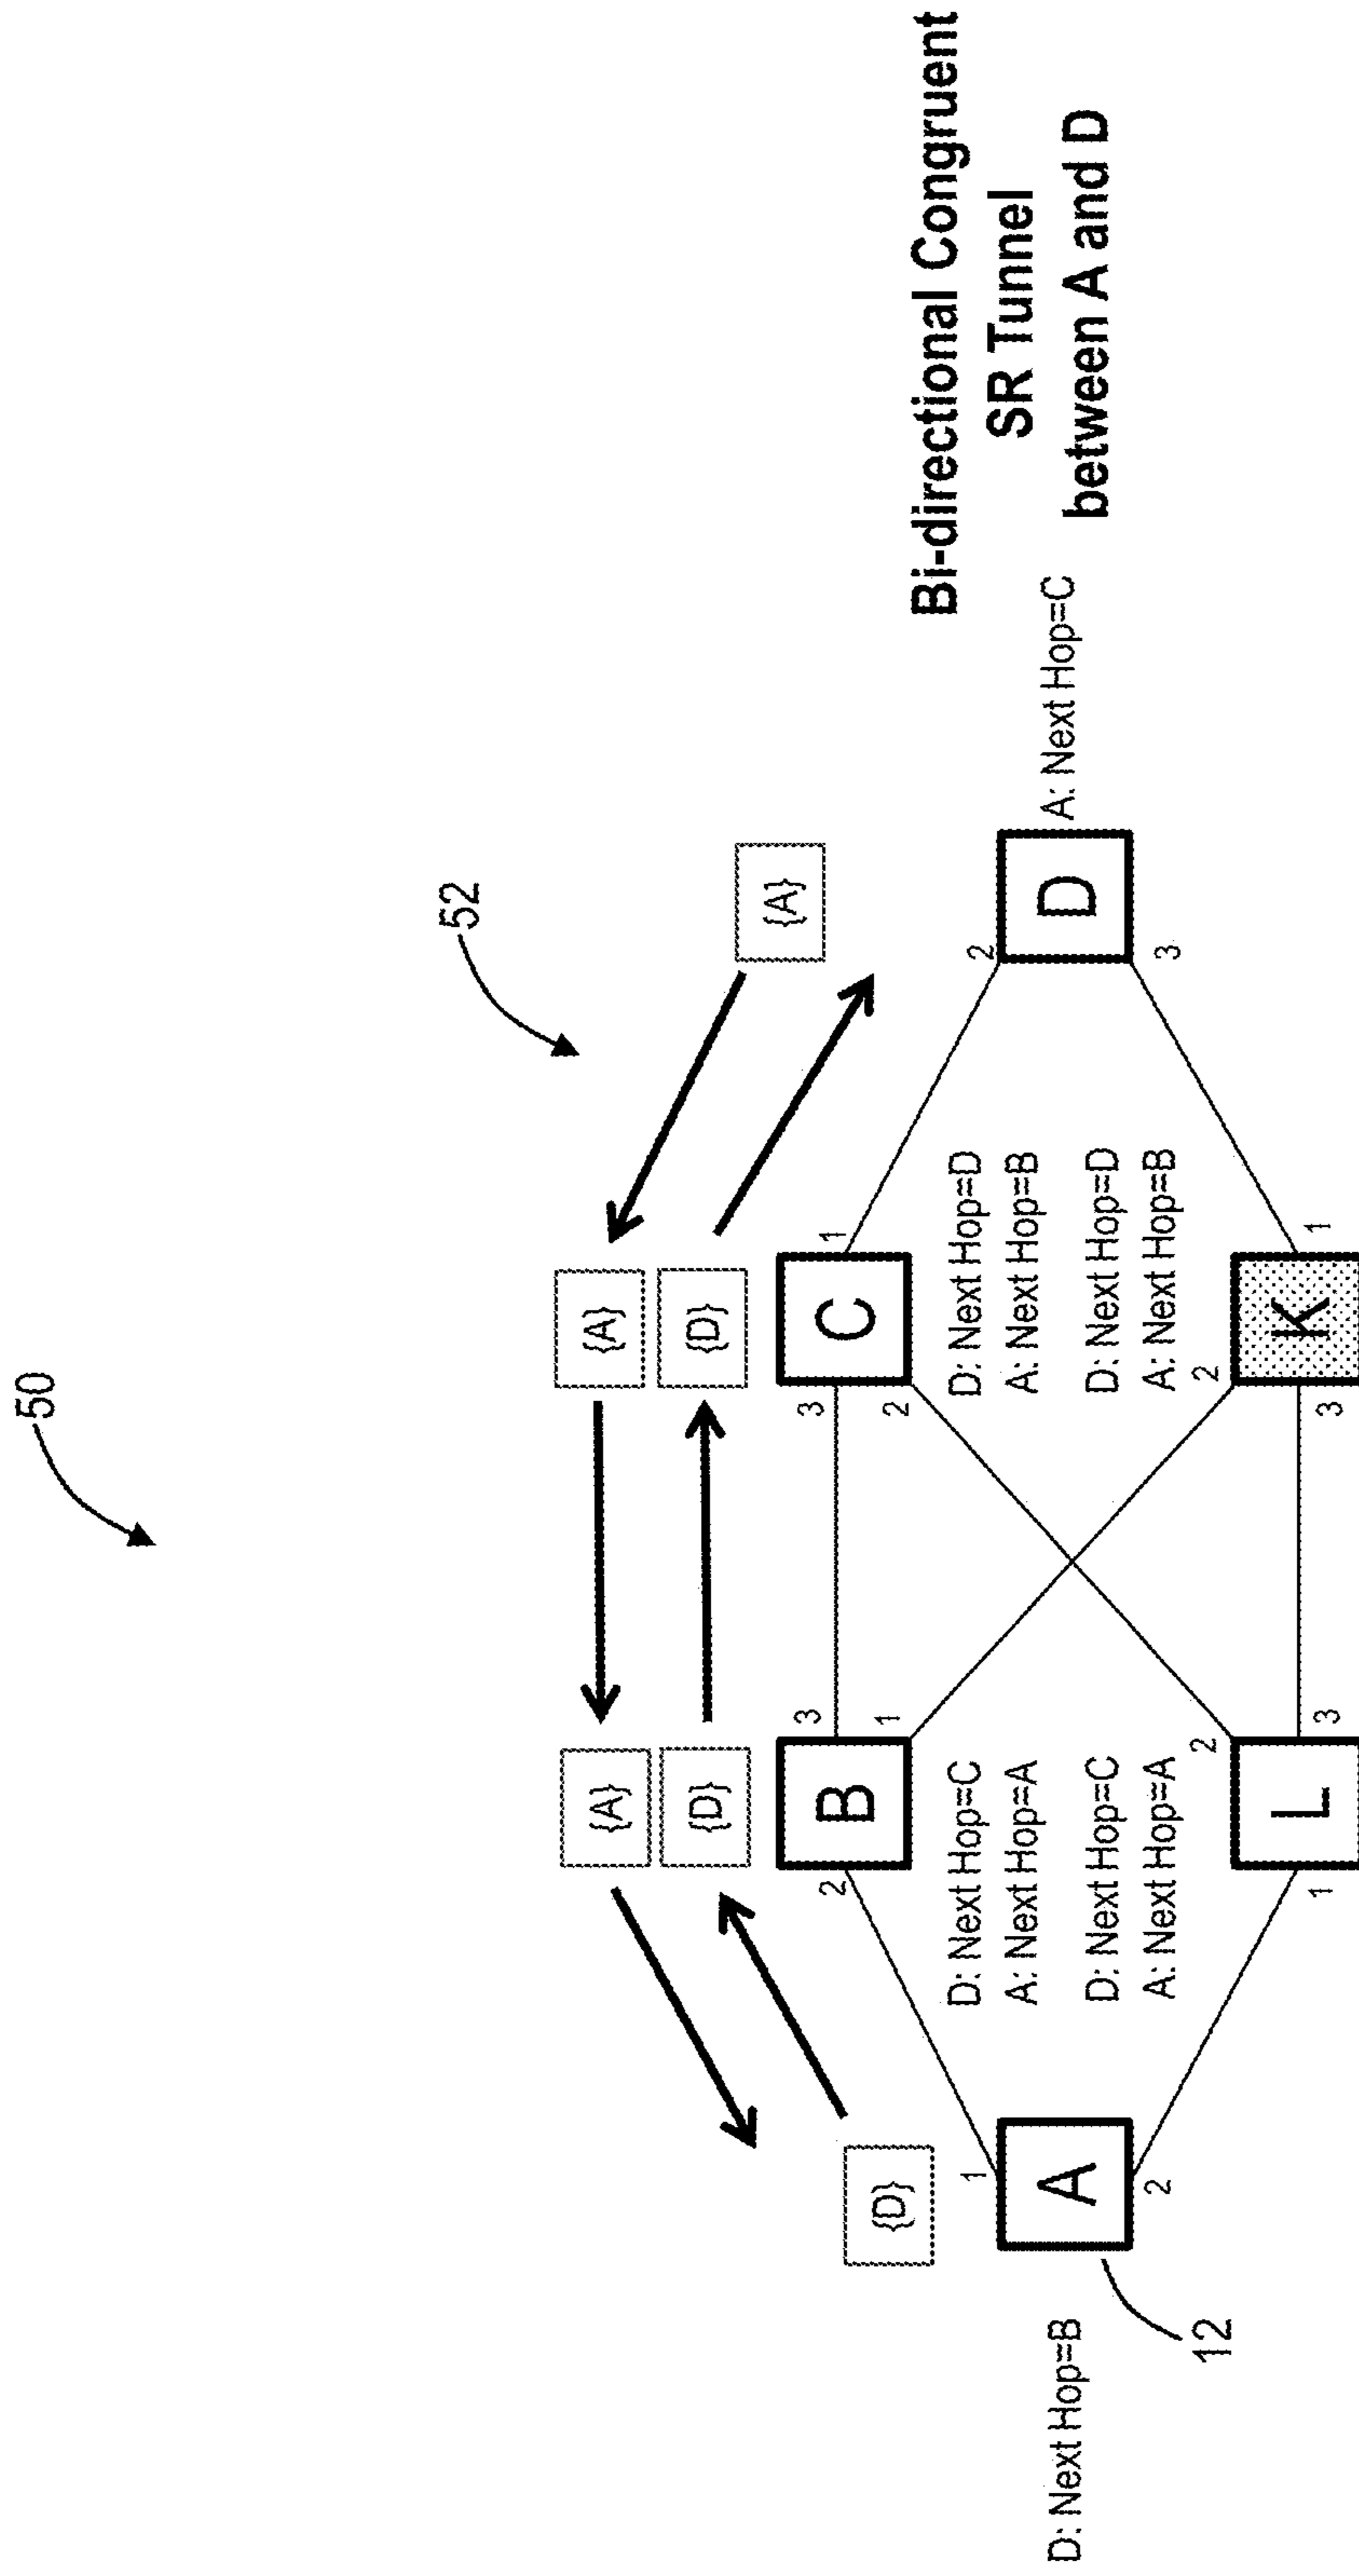 50
52
{A}
{D}
{A}
{D}
{D}
{A}
B
C
2
3
1
3
2
1
D: Next Hop=B
A
12
1
2
D: Next Hop=C
A: Next Hop=A
D: Next Hop=C
A: Next Hop=A
D: Next Hop=D
A: Next Hop=B
D: Next Hop=D
A: Next Hop=B
D
2
3
A: Next Hop=C
Bi-directional Congruent
SR Tunnel
between A and D
L
1
2
3
K
2
3
1